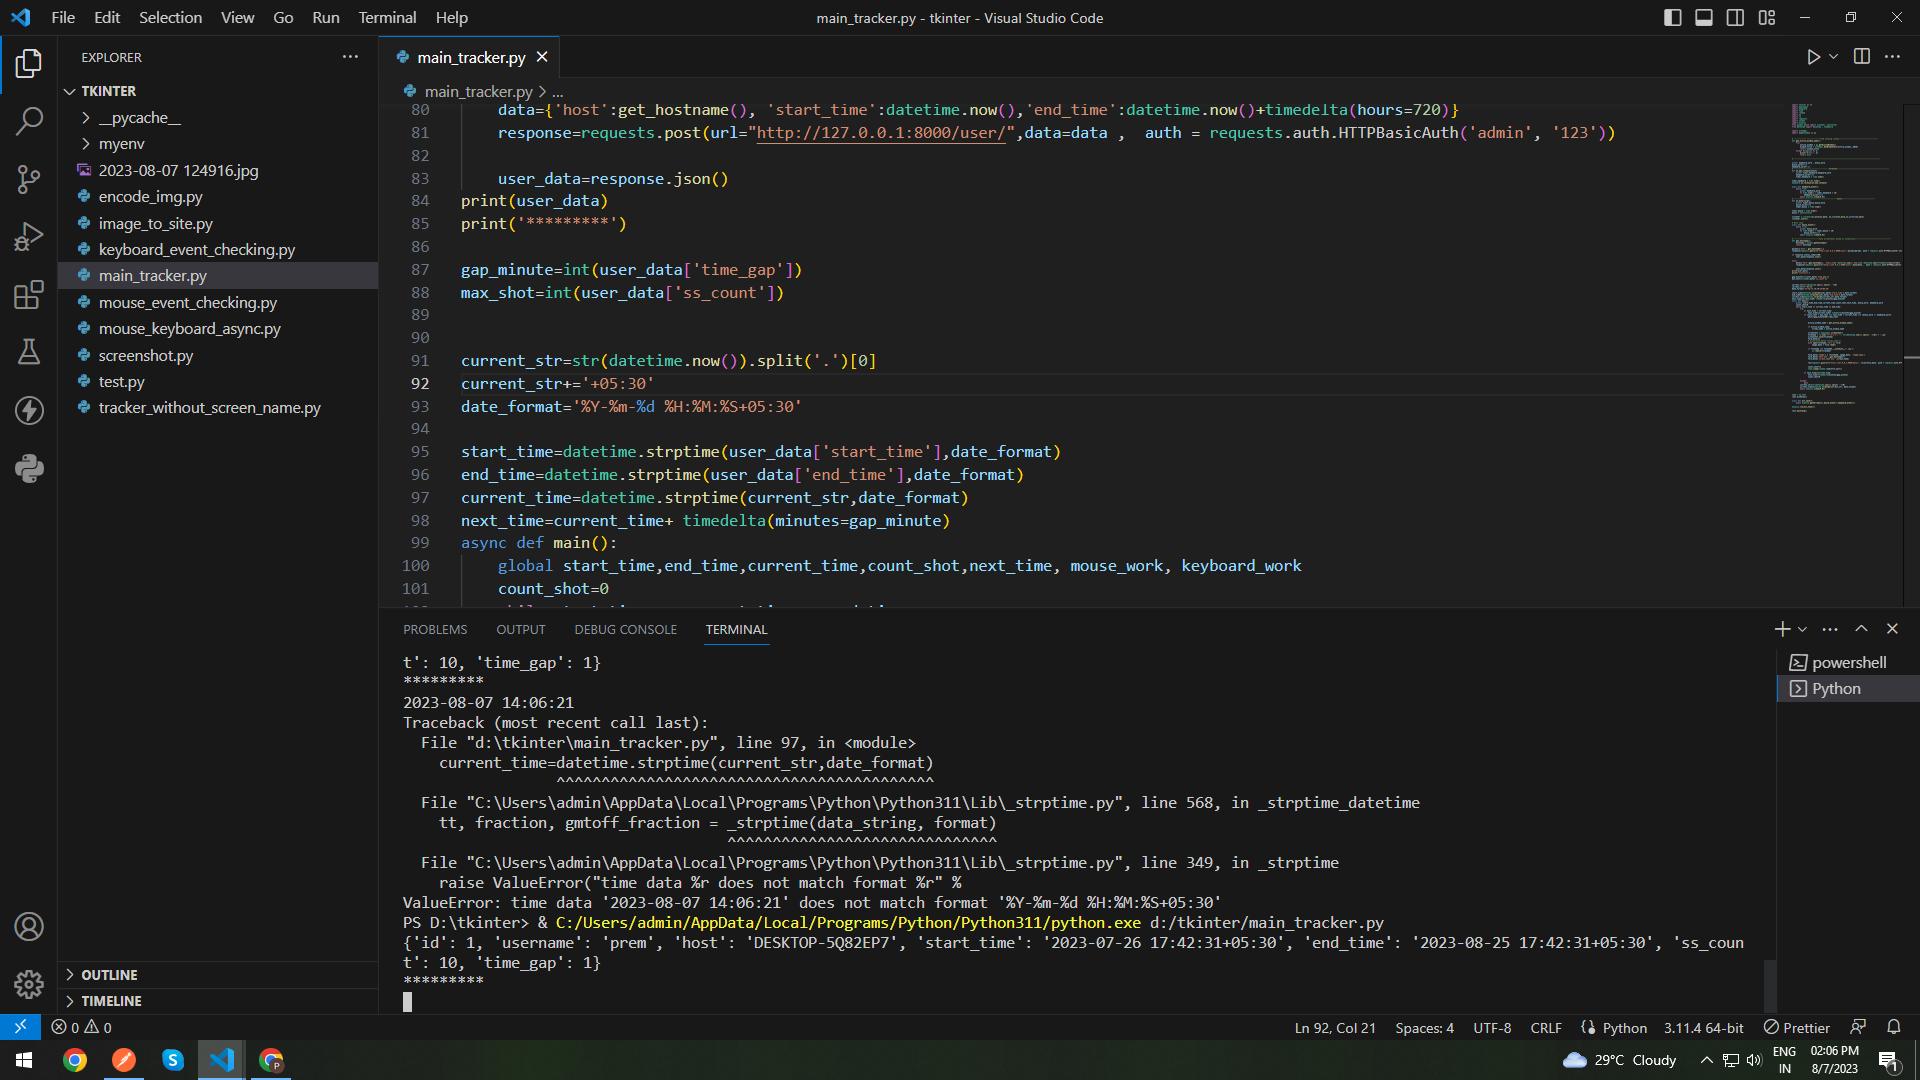 File Edit Selection View Go Run Terminal Help
main_tracker.py - tkinter - Visual Studio Code
EXPLORER
TKINTER
__pycache__
myenv
2023-08-07 124916.jpg
encode_img.py
image_to_site.py
keyboard_event_checking.py
main_tracker.py
mouse_event_checking.py
mouse_keyboard_async.py
screenshot.py
test.py
tracker_without_screen_name.py
OUTLINE
TIMELINE
main_tracker.py
main_tracker.py > ...
80 data={'host':get_hostname(), 'start_time':datetime.now(),'end_time':datetime.now()+timedelta(hours=720)}
81 response=requests.post(url="http://127.0.0.1:8000/user/",data=data , auth = requests.auth.HTTPBasicAuth('admin', '123'))
82
83 user_data=response.json()
84 print(user_data)
85 print('*********')
86
87 gap_minute=int(user_data['time_gap'])
88 max_shot=int(user_data['ss_count'])
89
90
91 current_str=str(datetime.now()).split('.')[0]
92 current_str+='+05:30'
93 date_format='%Y-%m-%d %H:%M:%S+05:30'
94
95 start_time=datetime.strptime(user_data['start_time'],date_format)
96 end_time=datetime.strptime(user_data['end_time'],date_format)
97 current_time=datetime.strptime(current_str,date_format)
98 next_time=current_time+ timedelta(minutes=gap_minute)
99 async def main():
100 global start_time,end_time,current_time,count_shot,next_time, mouse_work, keyboard_work
101 count_shot=0
PROBLEMS OUTPUT DEBUG CONSOLE TERMINAL
powershell
Python
t': 10, 'time_gap': 1}
*********
2023-08-07 14:06:21
Traceback (most recent call last):
File "d:\tkinter\main_tracker.py", line 97, in <module>
current_time=datetime.strptime(current_str,date_format)
^^^^^^^^^^^^^^^^^^^^^^^^^^^^^^^^^^^^^^^^^^
File "C:\Users\admin\AppData\Local\Programs\Python\Python311\Lib\_strptime.py", line 568, in _strptime_datetime
tt, fraction, gmtoff_fraction = _strptime(data_string, format)
^^^^^^^^^^^^^^^^^^^^^^^^^^^^^^
File "C:\Users\admin\AppData\Local\Programs\Python\Python311\Lib\_strptime.py", line 349, in _strptime
raise ValueError("time data %r does not match format %r" %
ValueError: time data '2023-08-07 14:06:21' does not match format '%Y-%m-%d %H:%M:%S+05:30'
PS D:\tkinter> & C:/Users/admin/AppData/Local/Programs/Python/Python311/python.exe d:/tkinter/main_tracker.py
{'id': 1, 'username': 'prem', 'host': 'DESKTOP-5Q82EP7', 'start_time': '2023-07-26 17:42:31+05:30', 'end_time': '2023-08-25 17:42:31+05:30', 'ss_coun
t': 10, 'time_gap': 1}
*********
0 0
Ln 92, Col 21 Spaces: 4 UTF-8 CRLF Python 3.11.4 64-bit Prettier
29°C Cloudy
ENG
IN
02:06 PM
8/7/2023
1